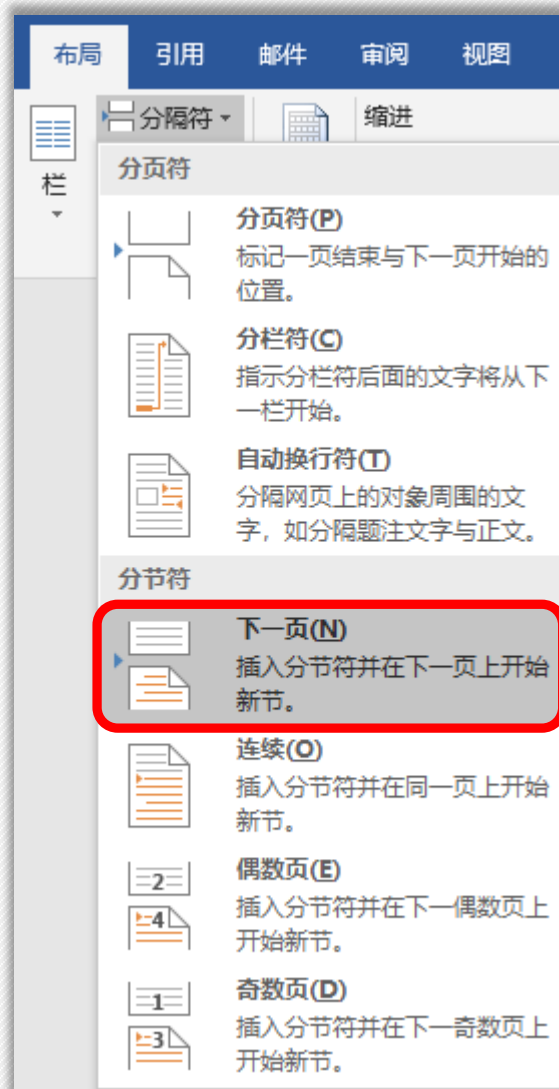 布局 引用 邮件 审阅 视图
分隔符 缩进
栏
分页符
分页符(P)
标记一页结束与下一页开始的
位置。
分栏符(C)
指示分栏符后面的文字将从下
一栏开始。
自动换行符(T)
分隔网页上的对象周围的文
字，如分隔题注文字与正文。
分节符
下一页(N)
插入分节符并在下一页上开始
新节。
连续(O)
插入分节符并在同一页上开始
新节。
2
偶数页(E)
4
插入分节符并在下一偶数页上
开始新节。
1
奇数页(D)
3
插入分节符并在下一奇数页上
开始新节。